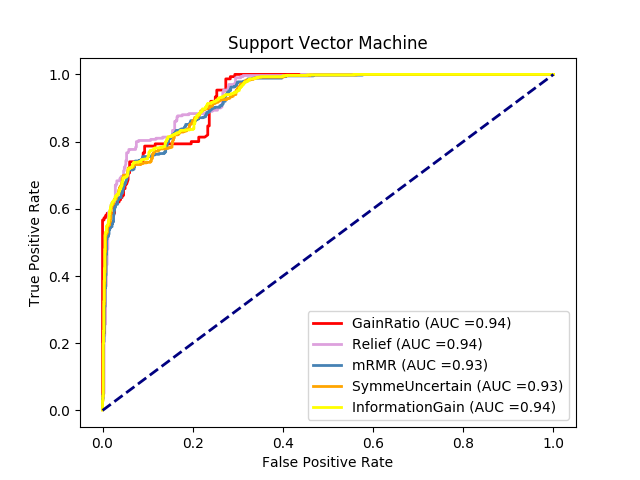 Support Vector Machine
True Positive Rate
1.0
0.8
0.6
0.4
0.2
0.0
GainRatio (AUC =0.94)
Relief (AUC =0.94)
mRMR (AUC =0.93)
SymmeUncertain (AUC =0.93)
InformationGain (AUC =0.94)
0.0 0.2 0.4 0.6 0.8 1.0
False Positive Rate